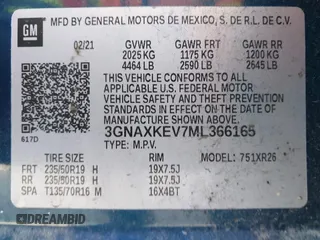 GM
MFD BY GENERAL MOTORS DE MEXICO, S. DE R.L. DE C.V.
02/21 GVWR GAWR FRT GAWR RR
2025 KG 1175 KG 1200 KG
4464 LB 2590 LB 2645 LB
THIS VEHICLE CONFORMS TO ALL
APPLICABLE U.S. FEDERAL MOTOR
VEHICLE SAFETY, BUMPER, AND THEFT
PREVENTION STANDARDS IN EFFECT ON THE
DATE OF MANUFACTURE SHOWN ABOVE.
617D
3GNAXKEV7ML366165
TYPE: M.P.V. MODEL: 751XR26
TIRE SIZE RIM
FRT 235/50R19 H 19X7.5J
RR 235/50R19 H 19X7.5J
SPA T135/70R16 M 16X4BT
DREAMBID